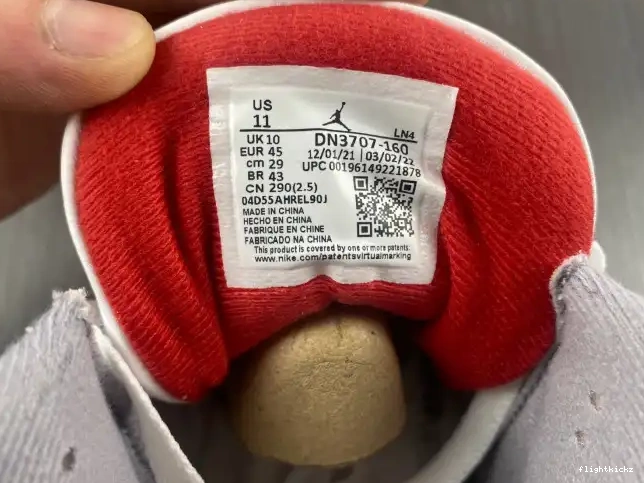 US
11
LN4
UK 10
DN3707-160
EUR 45
12/01/21 | 03/02/22
cm 29
UPC 00196149221878
BR 43
CN 290(2.5)
04D55AHREL90J
MADE IN CHINA
HECHO EN CHINA
FABRIQUE EN CHINE
FABRICADO NA CHINA
This product is covered by one or more patents.
www.nike.com/patentsvirtualmarking
flightkickz